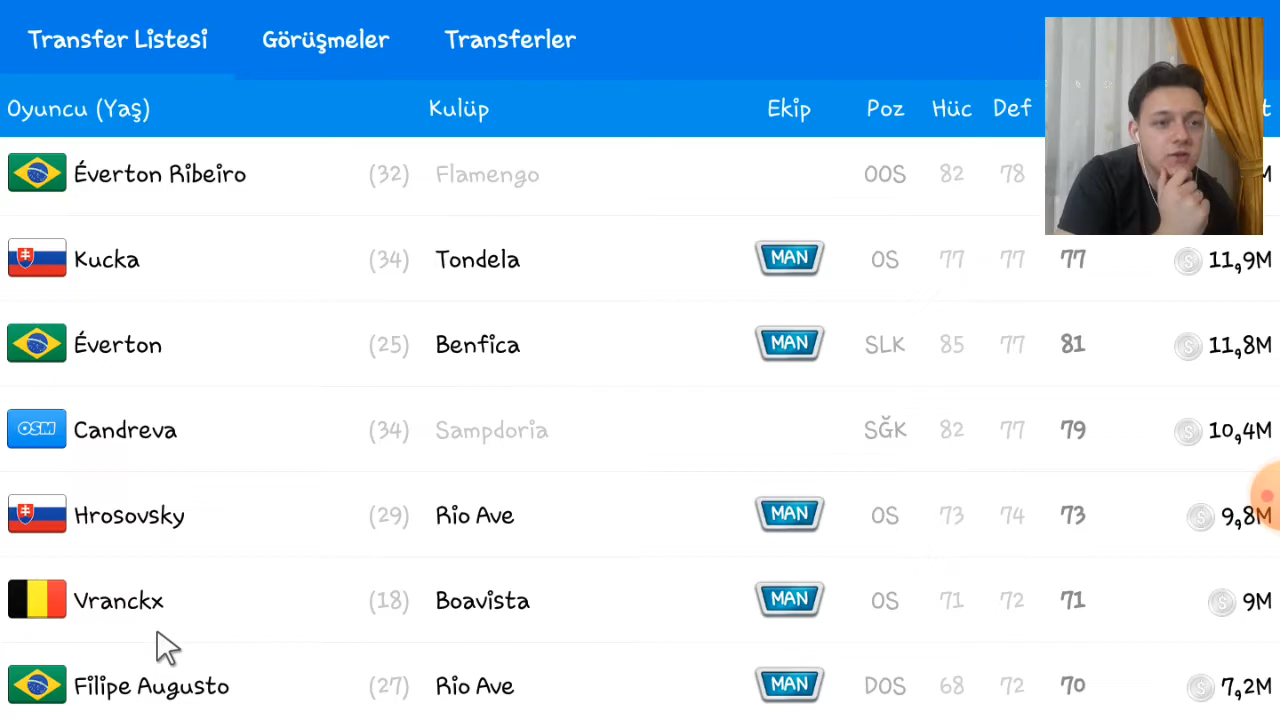 Transfer Listesi Görüşmeler Transferler
Oyuncu (Yaş) Kulüp Ekip Poz Hüc Def t
Éverton Ribeiro (32) Flamengo OOS 82 78 M
Kucka (34) Tondela MAN OS 77 77 77 S 11,9M
Éverton (25) Benfica MAN SLK 85 77 81 S 11,8M
OSM Candreva (34) Sampdoria SĞK 82 77 79 S 10,4M
Hrosovsky (29) Rio Ave MAN OS 73 74 73 S 9,8M
Vranckx (18) Boavista MAN OS 71 72 71 S 9M
Filipe Augusto (27) Rio Ave MAN DOS 68 72 70 S 7,2M